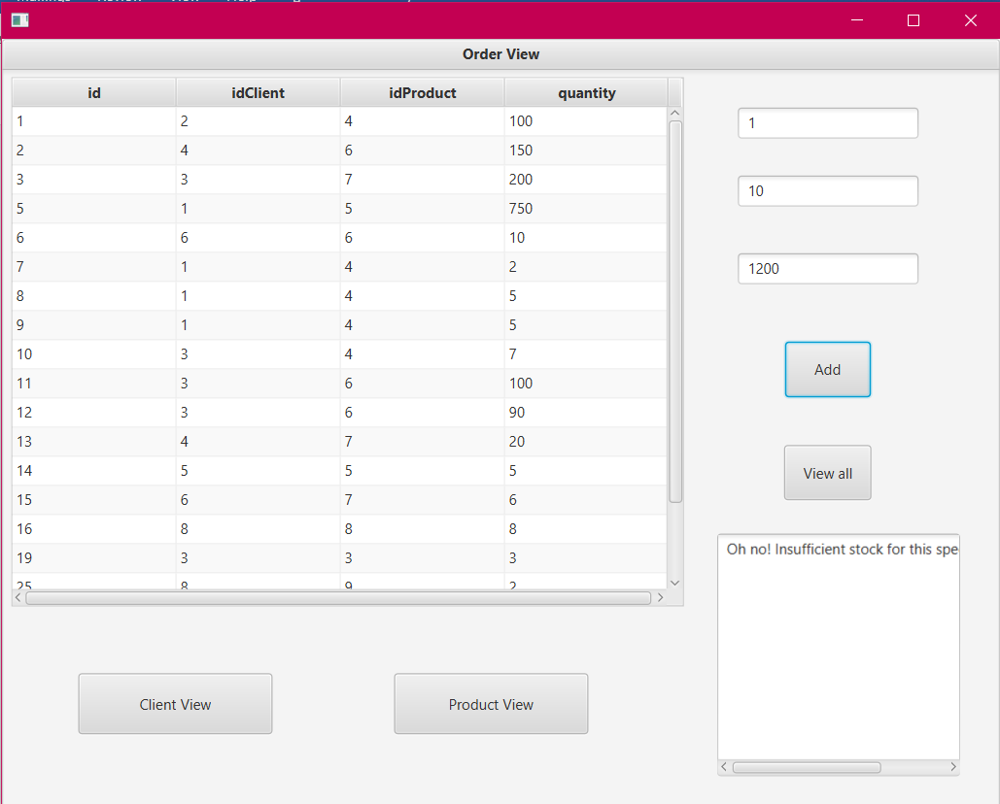 Order View
id idClient idProduct quantity
1 2 4 100
2 4 6 150
3 3 7 200
5 1 5 750
6 6 6 10
7 1 4 2
8 1 4 5
9 1 4 5
10 3 4 7
11 3 6 100
12 3 6 90
13 4 7 20
14 5 5 5
15 6 7 6
16 8 8 8
19 3 3 3
25 8 9 2
1
10
1200
Add
View all
Oh no! Insufficient stock for this spe
Client View
Product View